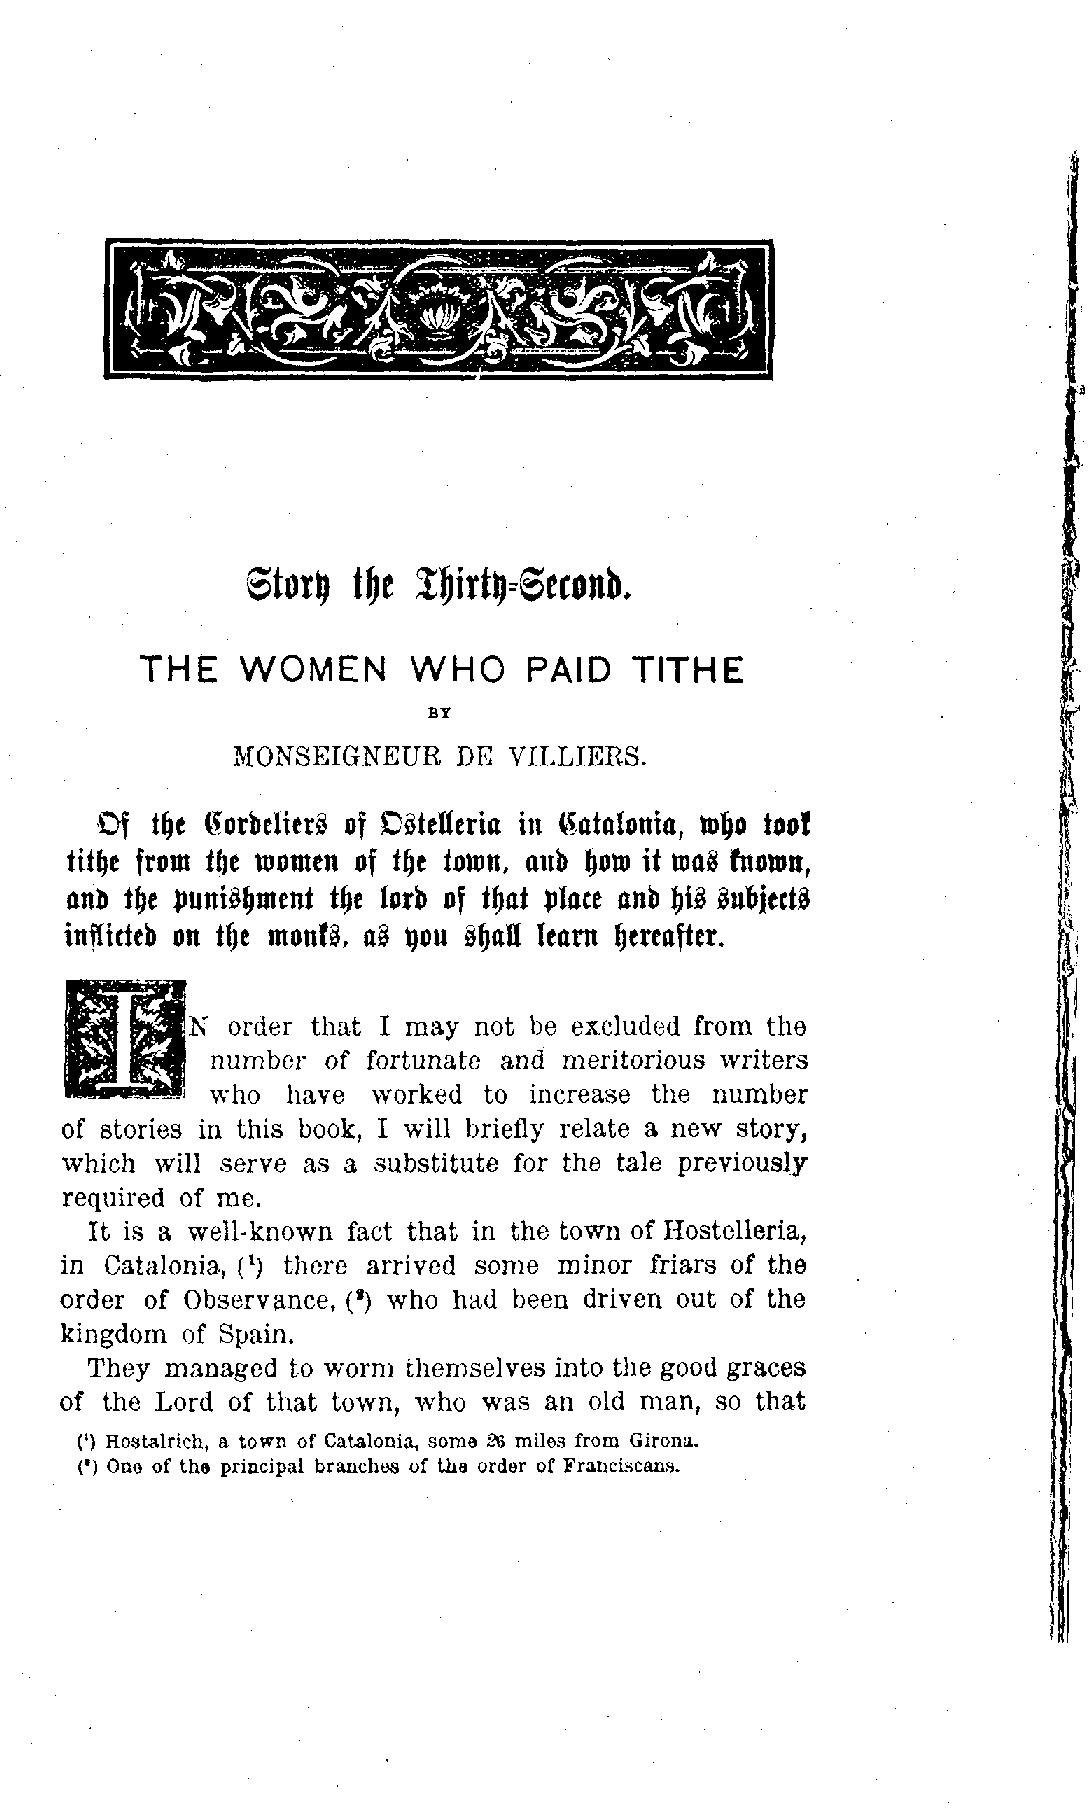 Story the Thirty-Second.
THE WOMEN WHO PAID TITHE
BY
MONSEIGNEUR DE VILLIERS.
Of the Cordeliers of Ostelleria in Catalonia, who took
tithe from the women of the town, and how it was known,
and the punishment the lord of that place and his subjects
inflicted on the monks, as you shall learn hereafter.
IN order that I may not be excluded from the
number of fortunate and meritorious writers
who have worked to increase the number
of stories in this book, I will briefly relate a new story,
which will serve as a substitute for the tale previously
required of me.
It is a well-known fact that in the town of Hostelleria,
in Catalonia, (¹) there arrived some minor friars of the
order of Observance, (²) who had been driven out of the
kingdom of Spain.
They managed to worm themselves into the good graces
of the Lord of that town, who was an old man, so that
(¹) Hostalrich, a town of Catalonia, some 26 miles from Girona.
(²) One of the principal branches of the order of Franciscans.